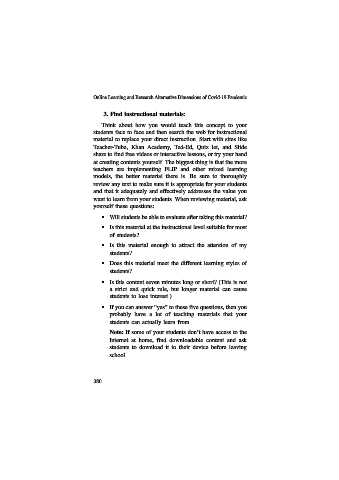 Online Learning and Research Alternative Dimensions of Covid-19 Pandemic
3. Find instructional materials:
Think about how you would teach this concept to your
students face to face and then search the web for instructional
material to replace your direct instruction. Start with sites like
Teacher-Tube, Khan Academy, Ted-Ed, Quiz let, and Slide
share to find free videos or interactive lessons, or try your hand
at creating contents yourself. The biggest thing is that the more
teachers are implementing FLIP and other mixed learning
models, the better material there is. Be sure to thoroughly
review any text to make sure it is appropriate for your students
and that it adequately and effectively addresses the value you
want to learn from your students. When reviewing material, ask
yourself these questions:
• Will students be able to evaluate after taking this material?
• Is this material at the instructional level suitable for most
of students?
• Is this material enough to attract the attention of my
students?
• Does this material meet the different learning styles of
students?
• Is this content seven minutes long or short? (This is not
a strict and quick rule, but longer material can cause
students to lose interest.)
• If you can answer "yes" to these five questions, then you
probably have a lot of teaching materials that your
students can actually learn from.
Note: If some of your students don't have access to the
Internet at home, find downloadable content and ask
students to download it to their device before leaving
school.
380